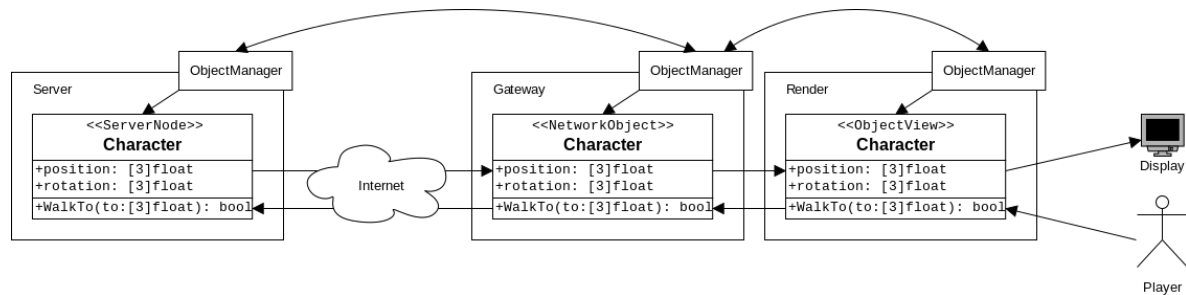 ObjectManager
Server
<<ServerNode>>
Character
+position: [3]float
+rotation: [3]float
+WalkTo(to:[3]float): bool
Internet
ObjectManager
Gateway
<<NetworkObject>>
Character
+position: [3]float
+rotation: [3]float
+WalkTo(to:[3]float): bool
ObjectManager
Render
<<ObjectView>>
Character
+position: [3]float
+rotation: [3]float
+WalkTo(to:[3]float): bool
Display
Player